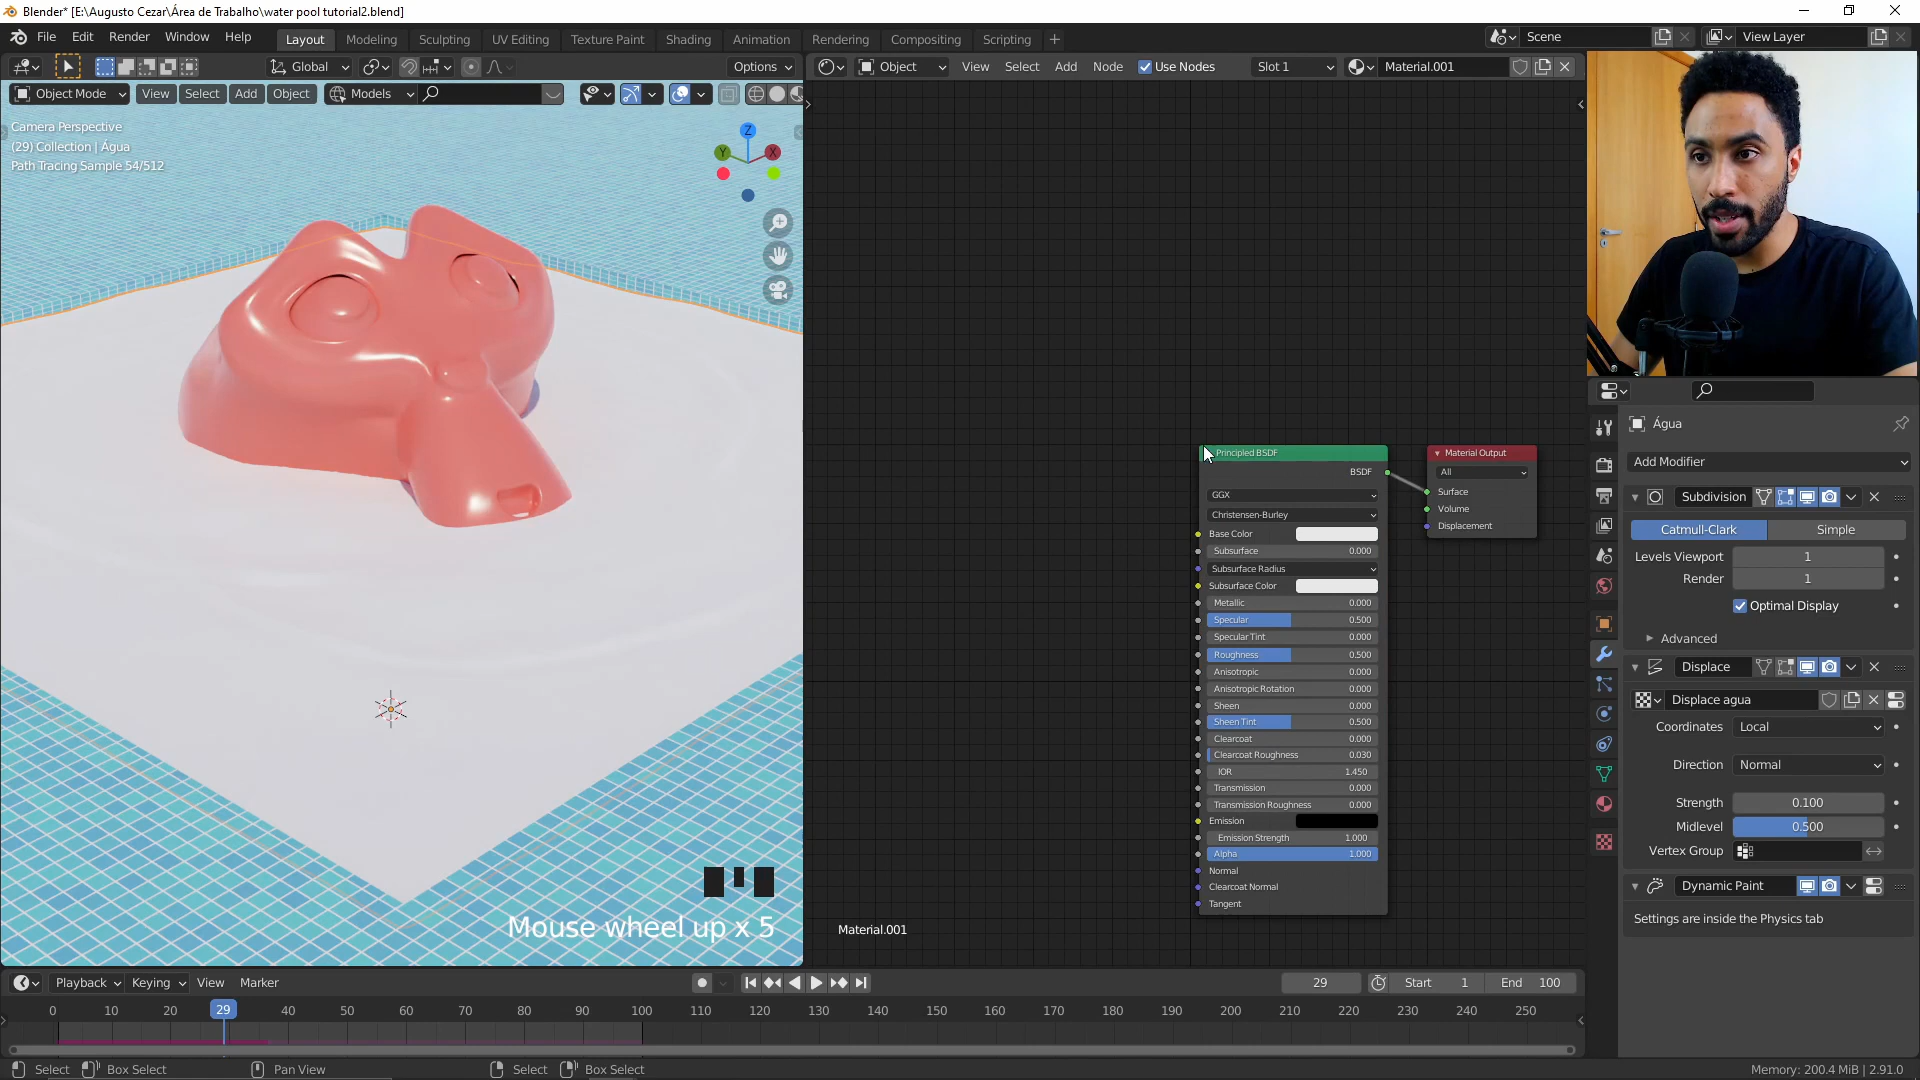 Blender* [E:\Augusto Cezar\Área de Trabalho\water pool tutorial2.blend]
File Edit Render Window Help
Layout Modeling Sculpting UV Editing Texture Paint Shading Animation Rendering Compositing Scripting
Scene View Layer
Global Options
Object View Select Add Node Use Nodes Slot 1 Material.001
Object Mode View Select Add Object Models
Camera Perspective
(29) Collection | Água
Path Tracing Sample 54/512
Z
Y
X
Principled BSDF
BSDF
GGX
Christensen-Burley
Base Color
Subsurface 0.000
Subsurface Radius
Subsurface Color
Metallic 0.000
Specular 0.500
Specular Tint 0.000
Roughness 0.500
Anisotropic 0.000
Anisotropic Rotation 0.000
Sheen 0.000
Sheen Tint 0.500
Clearcoat 0.000
Clearcoat Roughness 0.030
IOR 1.450
Transmission 0.000
Transmission Roughness 0.000
Emission
Emission Strength 1.000
Alpha 1.000
Normal
Clearcoat Normal
Tangent
Material Output
All
Surface
Volume
Displacement
Material.001
Mouse wheel up x 5
Água
Add Modifier
Subdivision
Catmull-Clark Simple
Levels Viewport 1
Render 1
Optimal Display
Advanced
Displace
Displace agua
Coordinates Local
Direction Normal
Strength 0.100
Midlevel 0.500
Vertex Group
Dynamic Paint
Settings are inside the Physics tab
Playback Keying View Marker
29 Start 1 End 100
0 10 20 29 40 50 60 70 80 90 100 110 120 130 140 150 160 170 180 190 200 210 220 230 240 250
Select Box Select Pan View Select Box Select
Memory: 200.4 MiB | 2.91.0